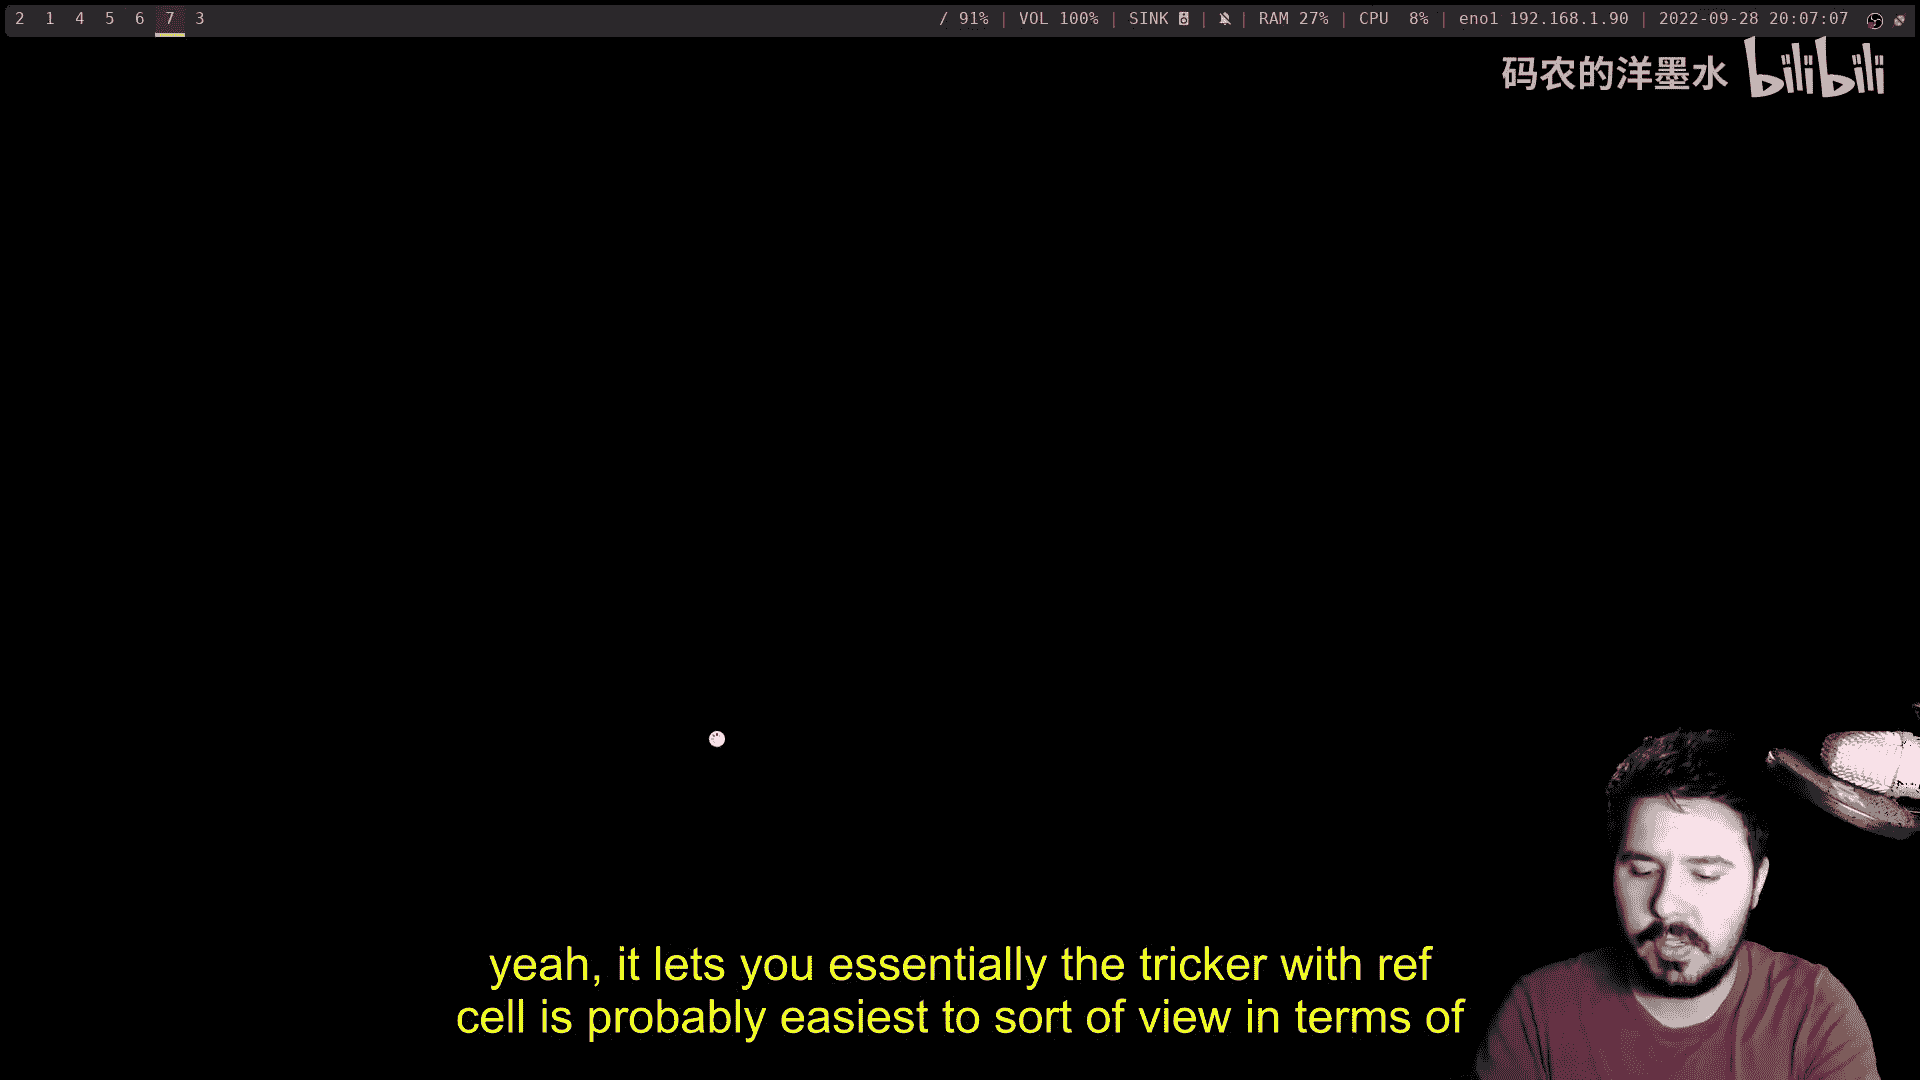 2 1 4 5 6 7 3
/ 91% | VOL 100% | SINK | | RAM 27% | CPU 8% | eno1 192.168.1.90 | 2022-09-28 20:07:07
码农的洋墨水 bilibili
yeah, it lets you essentially the tricker with ref
cell is probably easiest to sort of view in terms of